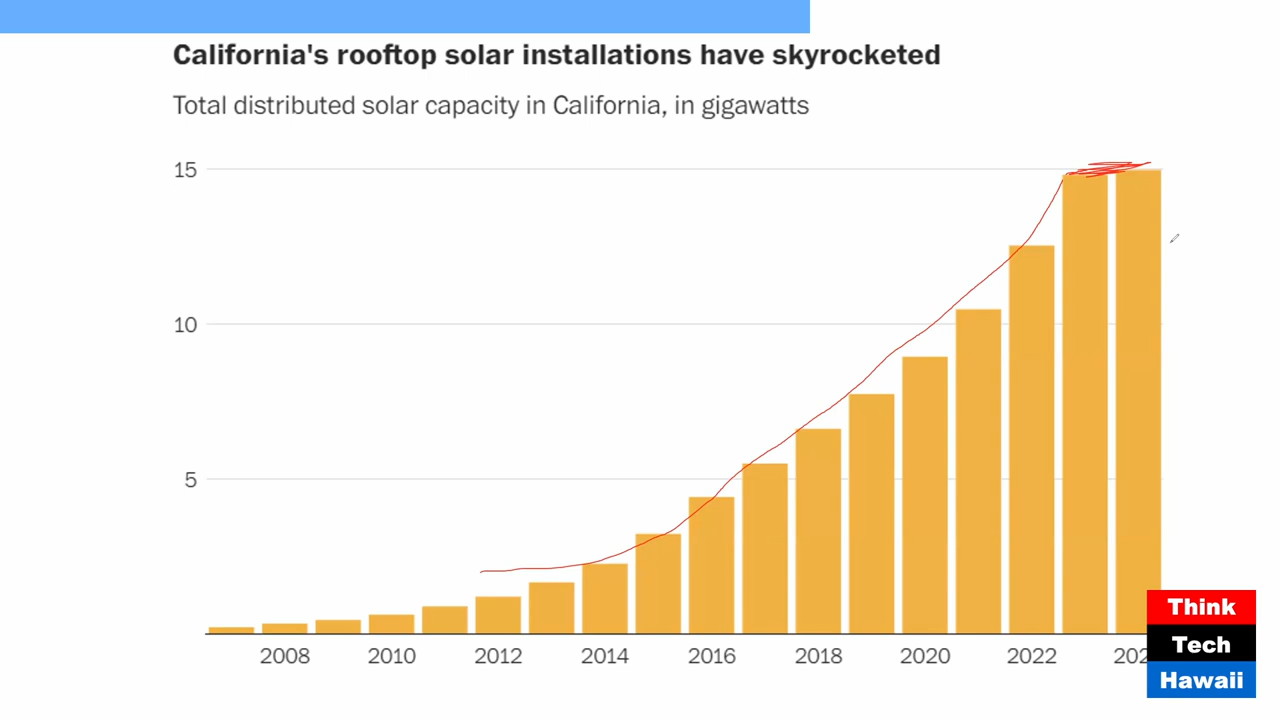 California's rooftop solar installations have skyrocketed
Total distributed solar capacity in California, in gigawatts
15
10
5
2008 2010 2012 2014 2016 2018 2020 2022
Think
Tech
Hawaii